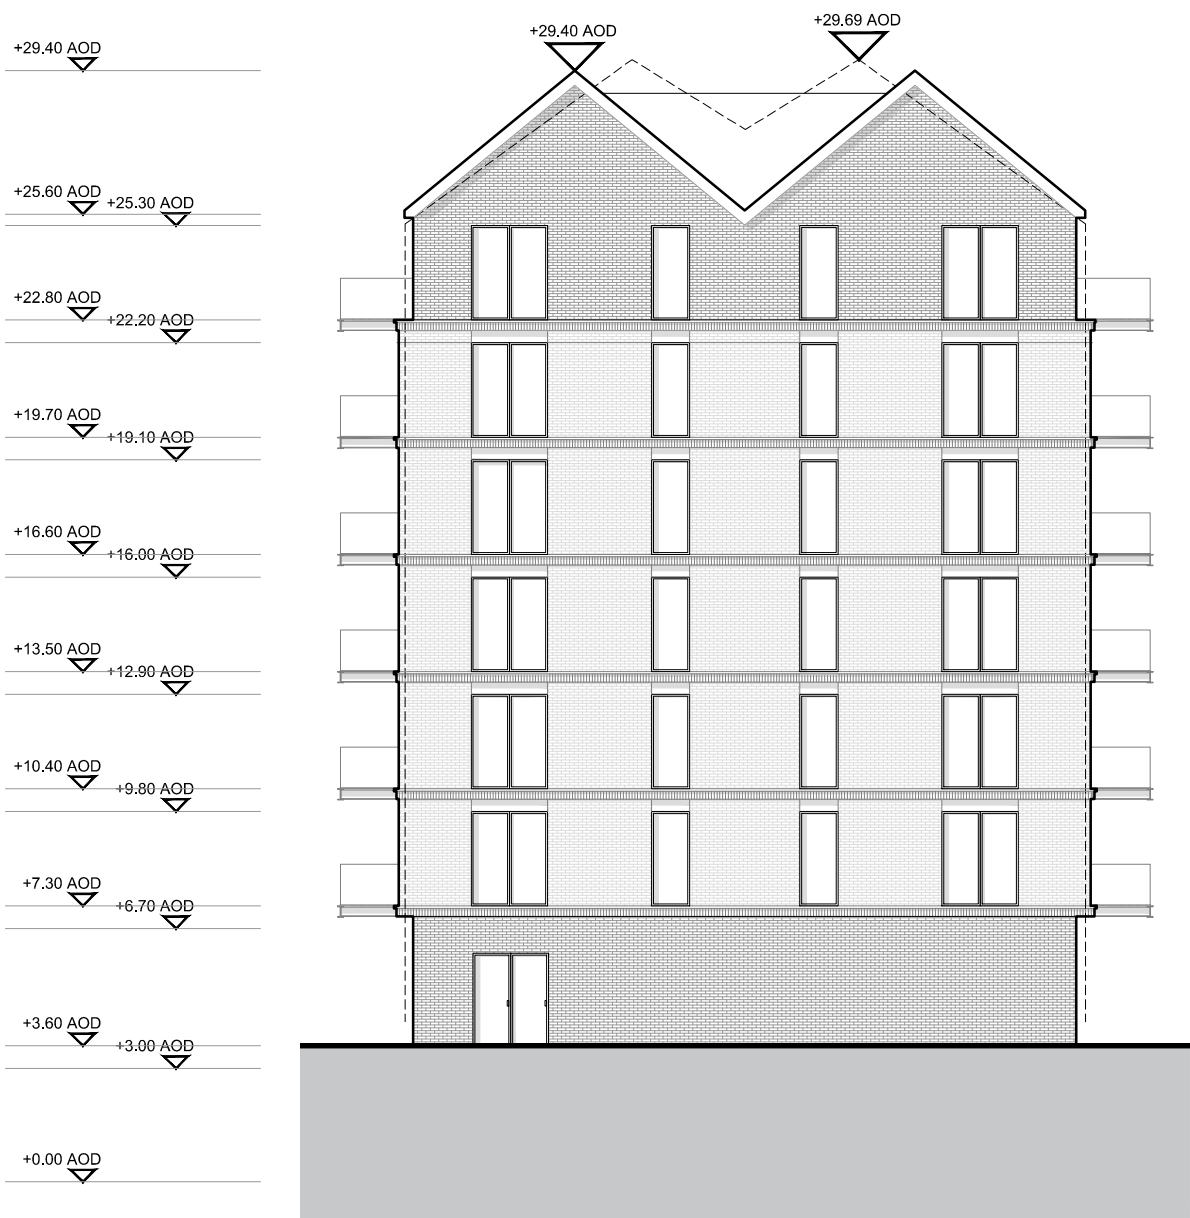 +29.69 AOD
+29.40 AOD
+29.40 AOD
+25.60 AOD
+25.30 AOD
+22.80 AOD
+22.20 AOD
+19.70 AOD
+19.10 AOD
+16.60 AOD
+16.00 AOD
+13.50 AOD
+12.90 AOD
+10.40 AOD
+9.80 AOD
+7.30 AOD
+6.70 AOD
+3.60 AOD
+3.00 AOD
+0.00 AOD